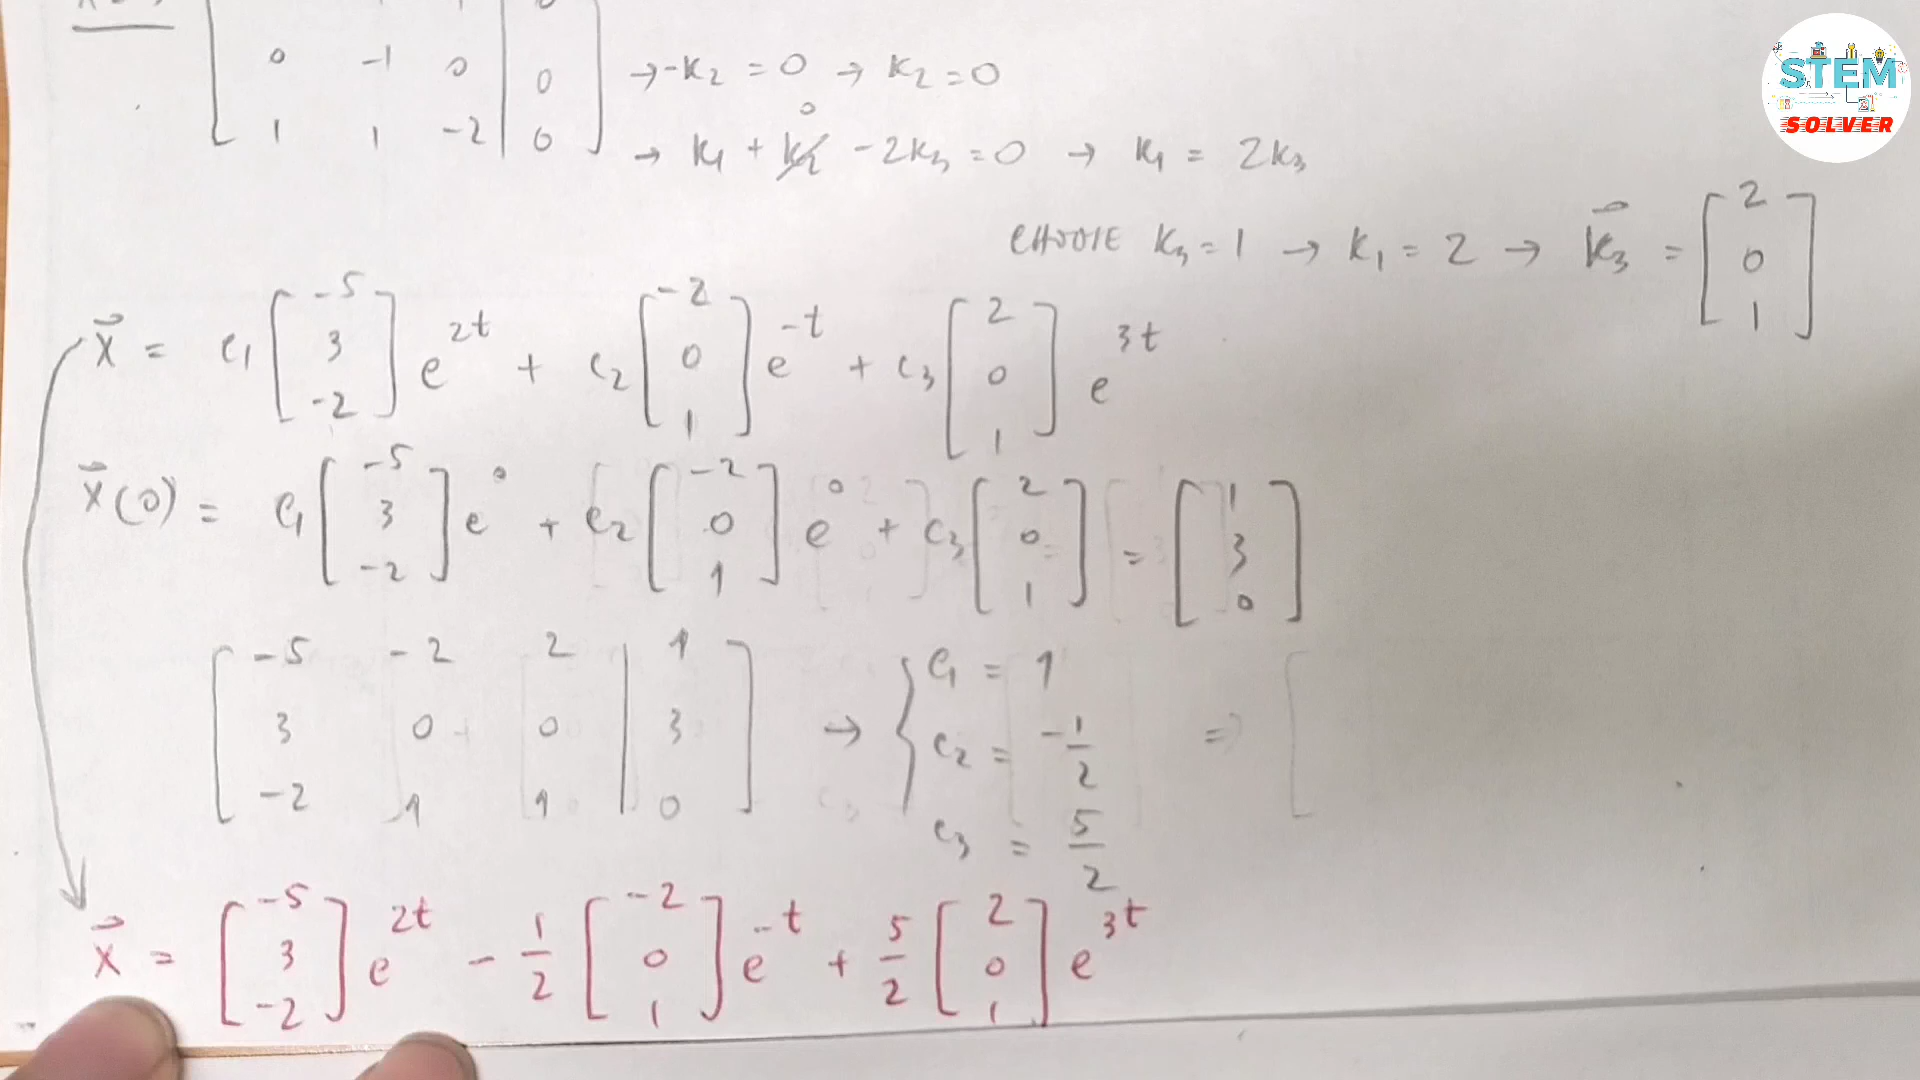 0 -1 0 | 0 → -k₂ = 0 → k₂ = 0
1 1 -2 | 0 → k₁ + k₂ - 2k₃ = 0 → k₁ = 2k₃
0
CHOOSE k₃ = 1 → k₁ = 2 → k⃗₃ = [2 0 1]
x⃗ = c₁ [-5 3 -2] e^2t + c₂ [-2 0 1] e^-t + c₃ [2 0 1] e^3t
x⃗(0) = c₁ [-5 3 -2] e^0 + c₂ [-2 0 1] e^0 + c₃ [2 0 1] = [1 3 0]
[-5 -2 2 | 1
3 0 0 | 3
-2 1 1 | 0] → { c₁ = 1
c₂ = -1/2 ⇒ [
c₃ = 5/2
x⃗ = [-5 3 -2] e^2t - 1/2 [-2 0 1] e^-t + 5/2 [2 0 1] e^3t
STEM
SOLVER